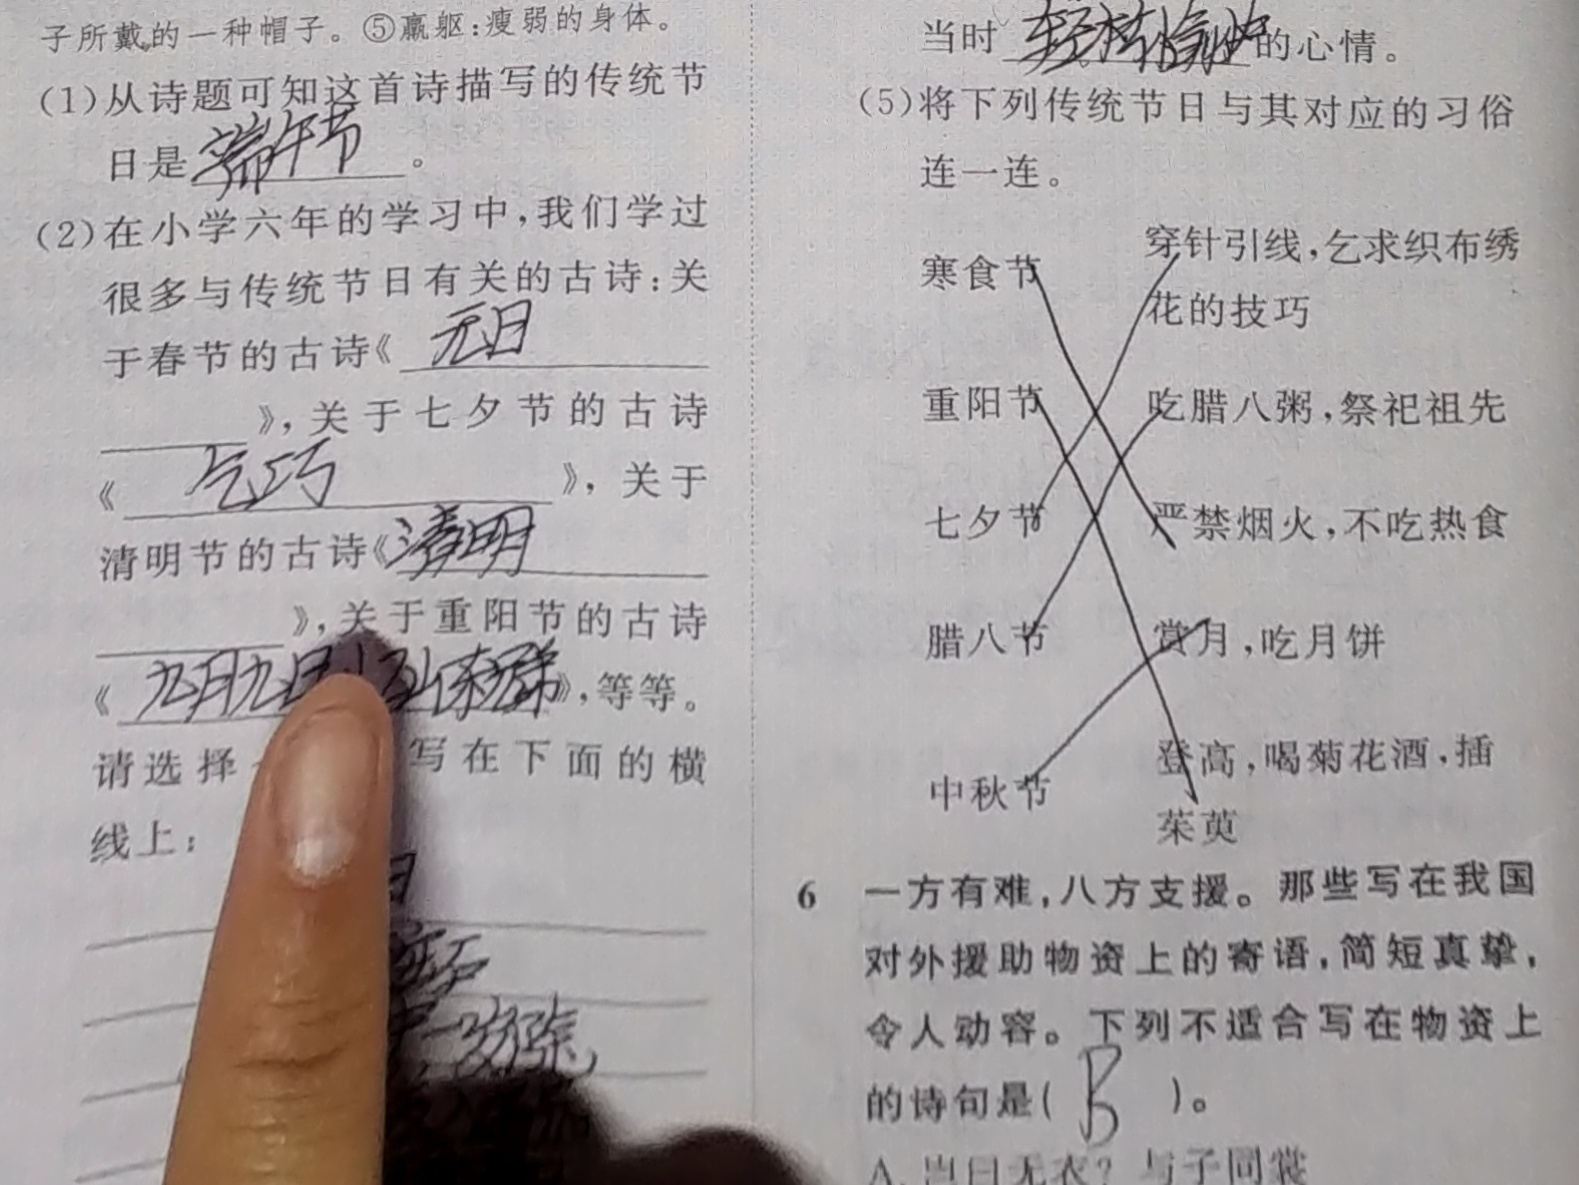 子所戴的一种帽子。⑤羸躯:瘦弱的身体。
(1)从诗题可知这首诗描写的传统节
日是端午节。
(2)在小学六年的学习中,我们学过
很多与传统节日有关的古诗:关
于春节的古诗《元日
》,关于七夕节的古诗
《乞巧》,关于
清明节的古诗《清明
》,关于重阳节的古诗
《九月九日忆山东兄弟》,等等。
请选择 写在下面的横
线上:
日
一岁除
当时轻松愉快的心情。
(5)将下列传统节日与其对应的习俗
连一连。
寒食节 穿针引线,乞求织布绣
花的技巧
重阳节 吃腊八粥,祭祀祖先
七夕节 严禁烟火,不吃热食
腊八节 赏月,吃月饼
中秋节 登高,喝菊花酒,插
茱萸
6 一方有难,八方支援。那些写在我国
对外援助物资上的寄语,简短真挚,
令人动容。下列不适合写在物资上
的诗句是( B )。
A. 岂曰无衣?与子同裳